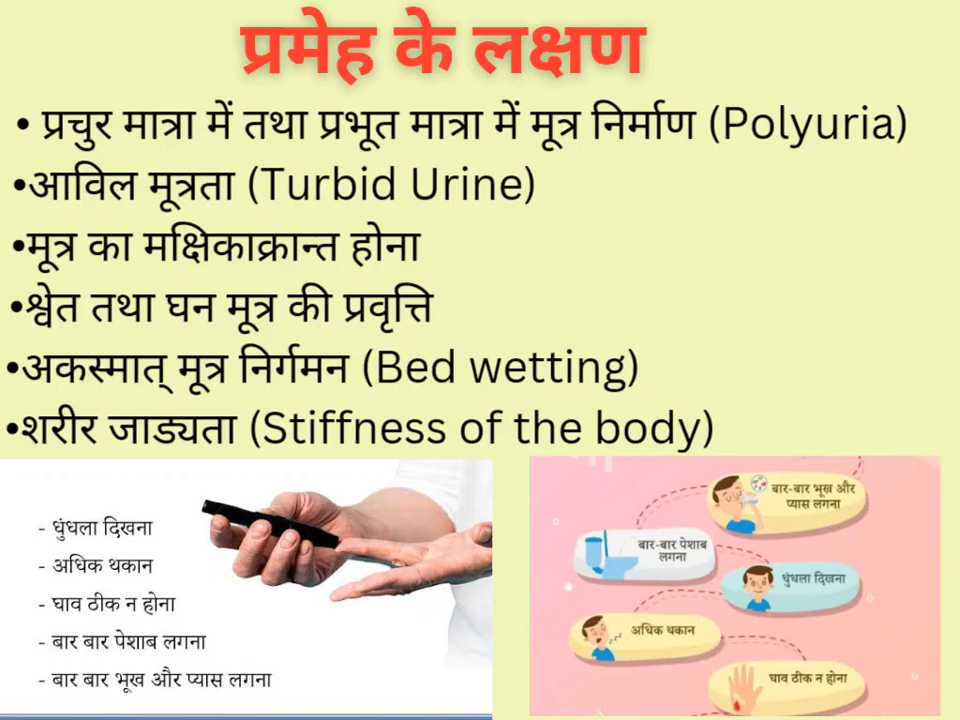 प्रमेह के लक्षण
• प्रचुर मात्रा में तथा प्रभूत मात्रा में मूत्र निर्माण (Polyuria)
•आविल मूत्रता (Turbid Urine)
•मूत्र का मक्षिकाक्रान्त होना
•श्वेत तथा घन मूत्र की प्रवृत्ति
•अकस्मात् मूत्र निर्गमन (Bed wetting)
•शरीर जाड्यता (Stiffness of the body)
- धुंधला दिखना
- अधिक थकान
- घाव ठीक न होना
- बार बार पेशाब लगना
- बार बार भूख और प्यास लगना
बार-बार भूख और
प्यास लगना
बार-बार पेशाब
लगना
धुंधला दिखना
अधिक थकान
घाव ठीक न होना